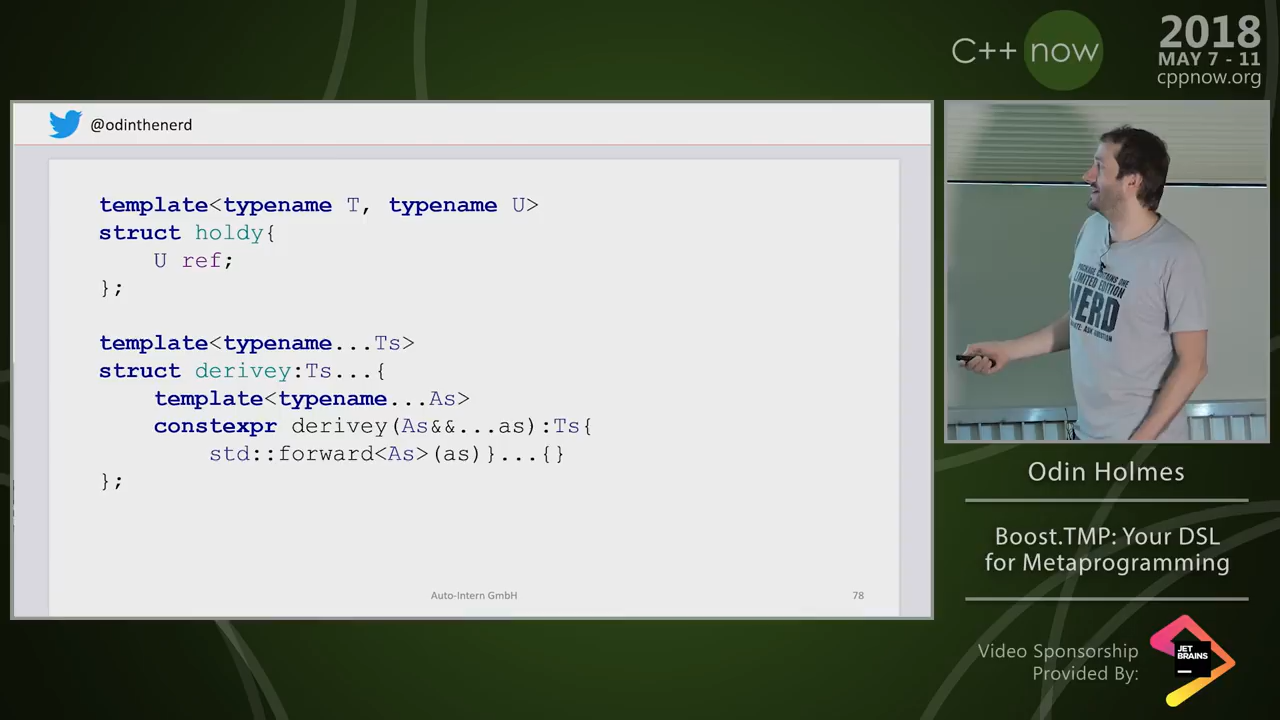 C++ now
2018
MAY 7 - 11
cppnow.org
@odinthenerd
template<typename T, typename U>
struct holdy{
    U ref;
};
template<typename...Ts>
struct derivey:Ts...{
    template<typename...As>
    constexpr derivey(As&&...as):Ts{
        std::forward<As>(as)}...{}
};
Auto-Intern GmbH
78
LIMITED EDITION
NERD
Odin Holmes
Boost.TMP: Your DSL
for Metaprogramming
Video Sponsorship
Provided By:
JET
BRAINS